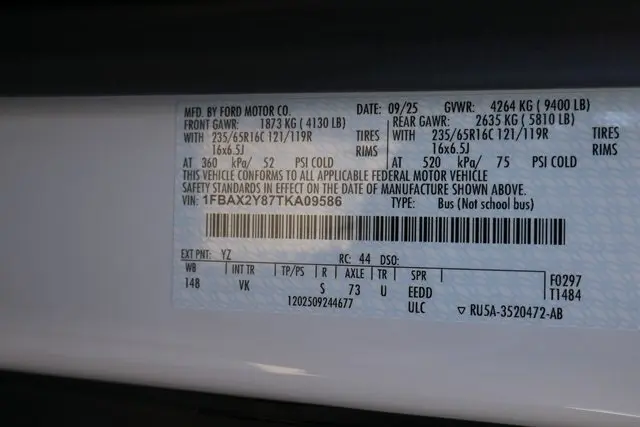 MFD. BY FORD MOTOR CO. DATE: 09/25 GVWR: 4264 KG ( 9400 LB)
FRONT GAWR: 1873 KG ( 4130 LB) REAR GAWR: 2635 KG ( 5810 LB)
WITH 235/65R16C 121/119R TIRES WITH 235/65R16C 121/119R TIRES
16x6.5J RIMS 16x6.5J RIMS
AT 360 kPa/ 52 PSI COLD AT 520 kPa/ 75 PSI COLD
THIS VEHICLE CONFORMS TO ALL APPLICABLE FEDERAL MOTOR VEHICLE
SAFETY STANDARDS IN EFFECT ON THE DATE OF MANUFACTURE SHOWN ABOVE.
VIN: 1FBAX2Y87TKA09586 TYPE: Bus (Not school bus)
EXT PNT: YZ RC: 44 DSO:
WB INT TR TP/PS R AXLE TR SPR F0297
148 VK S 73 U EEDD T1484
1202509244677 ULC ▽ RU5A-3520472-AB